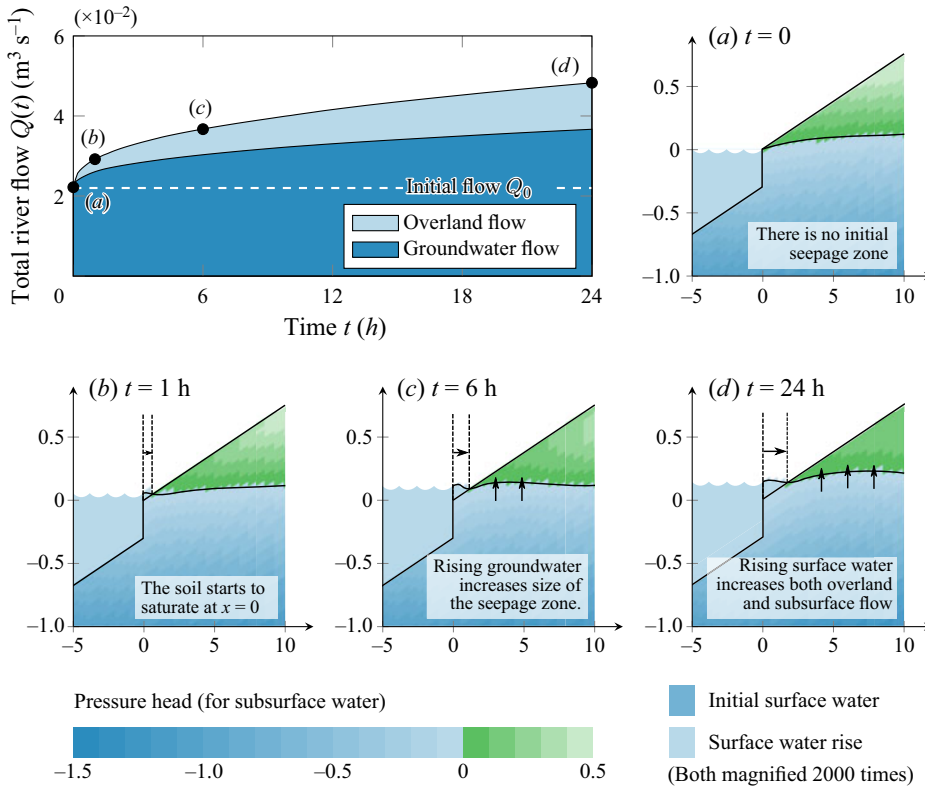 Total river flow Q(t) (m³ s⁻¹)
(×10⁻²)
6
4
2
0
6
12
18
24
Time t (h)
(a)
(b)
(c)
(d)
Initial flow Q₀
Overland flow
Groundwater flow
(a) t = 0
0
–0.5
–1.0
–5
0
5
10
There is no initial
seepage zone
(b) t = 1 h
0.5
0
–0.5
–1.0
–5
0
5
10
The soil starts to
saturate at x = 0
(c) t = 6 h
0.5
0
–0.5
–1.0
–5
0
5
10
Rising groundwater
increases size of
the seepage zone.
(d) t = 24 h
0.5
0
–0.5
–1.0
–5
0
5
10
Rising surface water
increases both overland
and subsurface flow
Pressure head (for subsurface water)
–1.5
–1.0
–0.5
0
0.5
Initial surface water
Surface water rise
(Both magnified 2000 times)